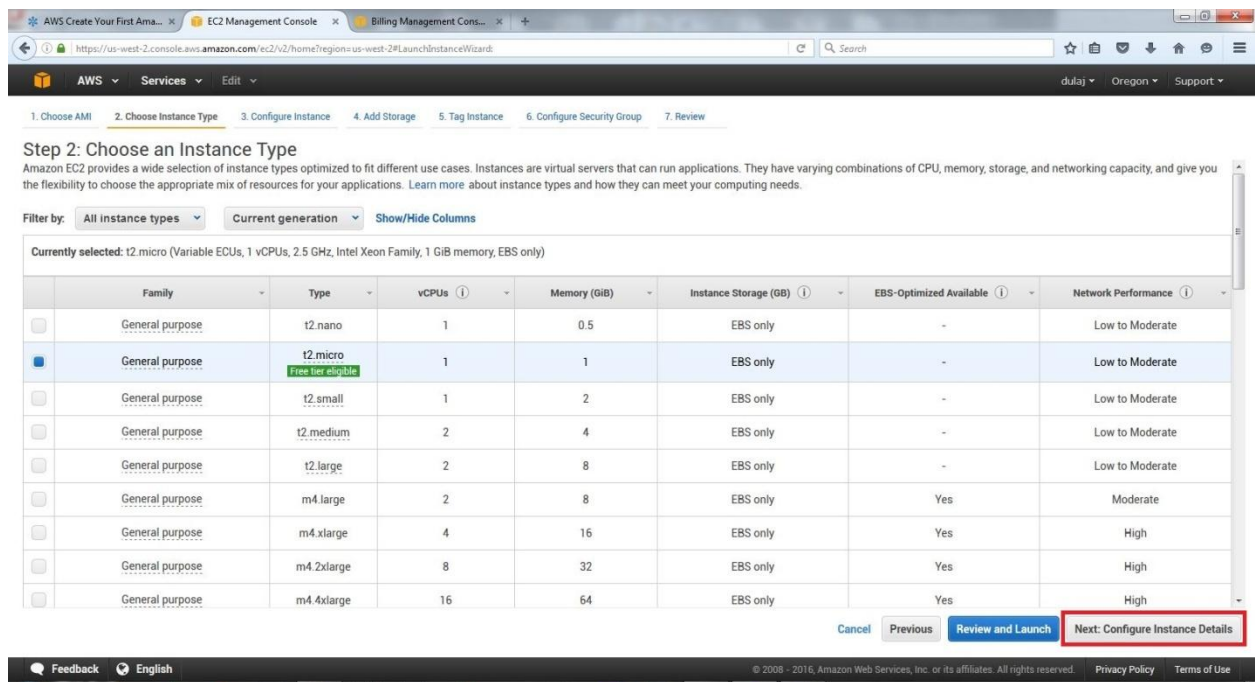 AWS Create Your First Ama...
EC2 Management Console
Billing Management Cons...
https://us-west-2.console.aws.amazon.com/ec2/v2/home?region=us-west-2#LaunchInstanceWizard:
Search
AWS Services Edit dulaj Oregon Support
1. Choose AMI 2. Choose Instance Type 3. Configure Instance 4. Add Storage 5. Tag Instance 6. Configure Security Group 7. Review
Step 2: Choose an Instance Type
Amazon EC2 provides a wide selection of instance types optimized to fit different use cases. Instances are virtual servers that can run applications. They have varying combinations of CPU, memory, storage, and networking capacity, and give you
the flexibility to choose the appropriate mix of resources for your applications. Learn more about instance types and how they can meet your computing needs.
Filter by: All instance types Current generation Show/Hide Columns
Currently selected: t2.micro (Variable ECUs, 1 vCPUs, 2.5 GHz, Intel Xeon Family, 1 GiB memory, EBS only)
Family Type vCPUs i Memory (GiB) Instance Storage (GB) i EBS-Optimized Available i Network Performance i
General purpose t2.nano 1 0.5 EBS only - Low to Moderate
General purpose t2.micro 1 1 EBS only - Low to Moderate
Free tier eligible
General purpose t2.small 1 2 EBS only - Low to Moderate
General purpose t2.medium 2 4 EBS only - Low to Moderate
General purpose t2.large 2 8 EBS only - Low to Moderate
General purpose m4.large 2 8 EBS only Yes Moderate
General purpose m4.xlarge 4 16 EBS only Yes High
General purpose m4.2xlarge 8 32 EBS only Yes High
General purpose m4.4xlarge 16 64 EBS only Yes High
Cancel Previous Review and Launch Next: Configure Instance Details
Feedback English © 2008 - 2016, Amazon Web Services, Inc. or its affiliates. All rights reserved. Privacy Policy Terms of Use